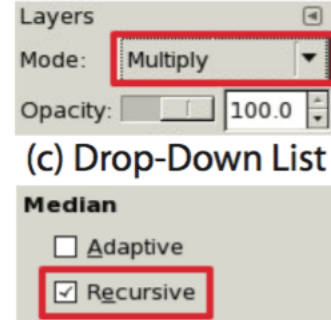 Layers
Mode: Multiply
Opacity: 100.0
(c) Drop-Down List
Median
Adaptive
Recursive